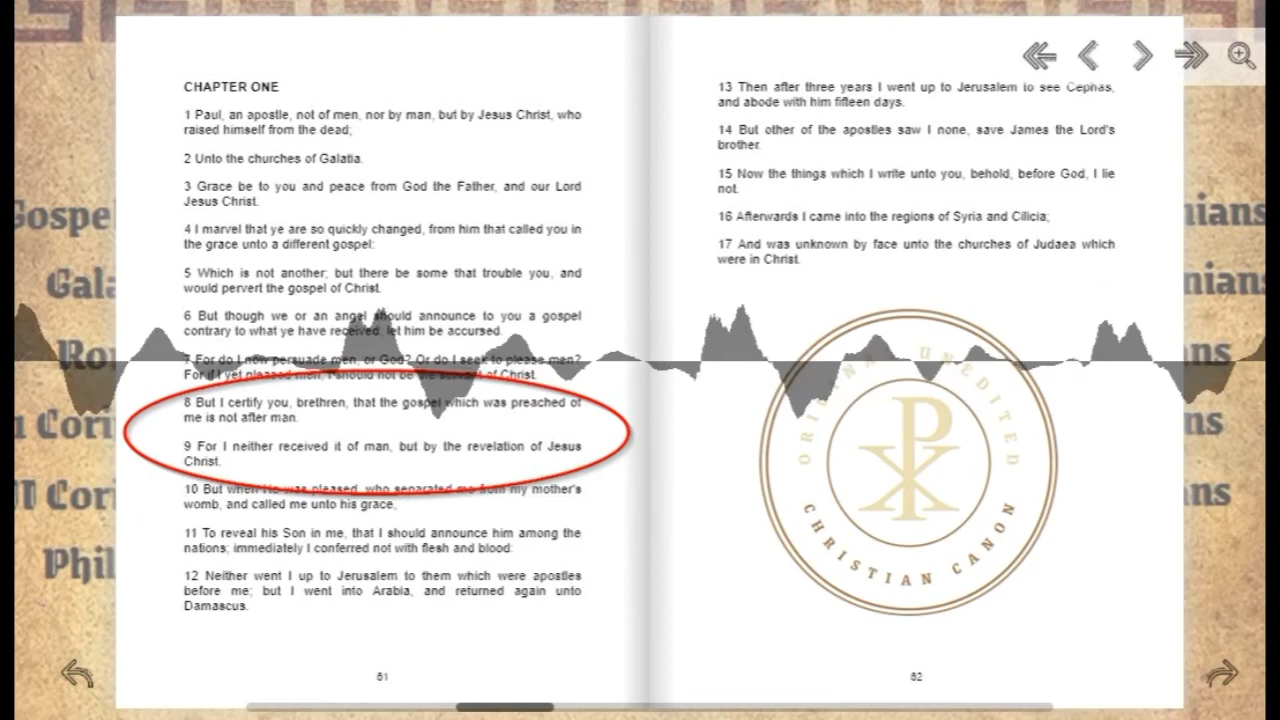 CHAPTER ONE
1 Paul, an apostle, not of men, nor by man, but by Jesus Christ, who
raised himself from the dead;
2 Unto the churches of Galatia.
3 Grace be to you and peace from God the Father, and our Lord
Jesus Christ.
4 I marvel that ye are so quickly changed, from him that called you in
the grace unto a different gospel:
5 Which is not another; but there be some that trouble you, and
would pervert the gospel of Christ.
6 But though we or an angel should announce to you a gospel
contrary to what ye have received, let him be accursed.
7 For do I now persuade men, or God? Or do I seek to please men?
For if I yet pleased men, I should not be the servant of Christ.
8 But I certify you, brethren, that the gospel which was preached of
me is not after man.
9 For I neither received it of man, but by the revelation of Jesus
Christ.
10 But when He was pleased, who separated me from my mother's
womb, and called me unto his grace,
11 To reveal his Son in me, that I should announce him among the
nations; immediately I conferred not with flesh and blood:
12 Neither went I up to Jerusalem to them which were apostles
before me; but I went into Arabia, and returned again unto
Damascus.
61
13 Then after three years I went up to Jerusalem to see Cephas,
and abode with him fifteen days.
14 But other of the apostles saw I none, save James the Lord's
brother.
15 Now the things which I write unto you, behold, before God, I lie
not.
16 Afterwards I came into the regions of Syria and Cilicia;
17 And was unknown by face unto the churches of Judaea which
were in Christ.
ORIGINAL UNEDITED
CHRISTIAN CANON
62
Gospel
Gala
Ro
I Cori
II Cori
Phil
nians
nians
ns
ns
ans